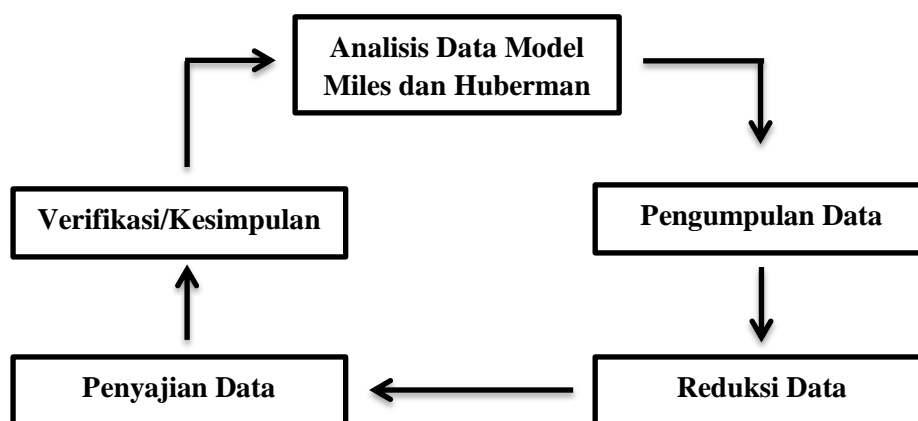 Analisis Data Model
Miles dan Huberman
Verifikasi/Kesimpulan
Pengumpulan Data
Penyajian Data
Reduksi Data